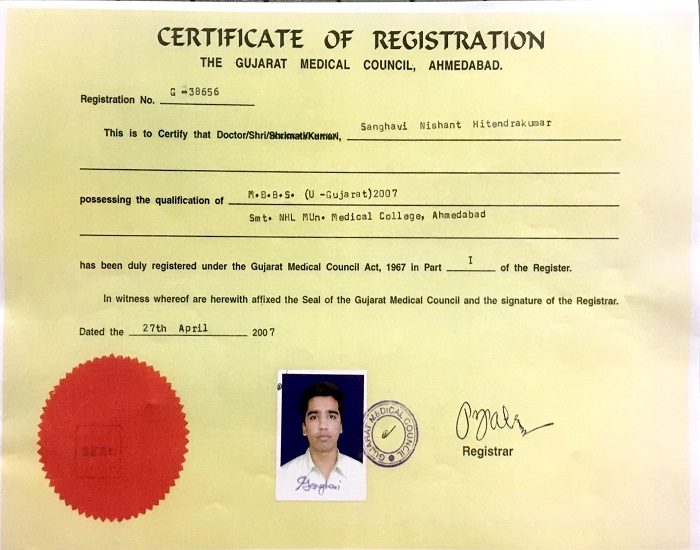 CERTIFICATE OF REGISTRATION
THE GUJARAT MEDICAL COUNCIL, AHMEDABAD.
Registration No. G -38656
This is to Certify that Doctor/Shri/Shrimati/Kumari, Sanghavi Nishant Hitendrakumar
possessing the qualification of M.B.B.S. (U -Gujarat)2007
Smt. NHL MUn. Medical College, Ahmedabad
has been duly registered under the Gujarat Medical Council Act, 1967 in Part I of the Register.
In witness whereof are herewith affixed the Seal of the Gujarat Medical Council and the signature of the Registrar.
Dated the 27th April 2007
SEAL
GUJARAT MEDICAL COUNCIL
Registrar